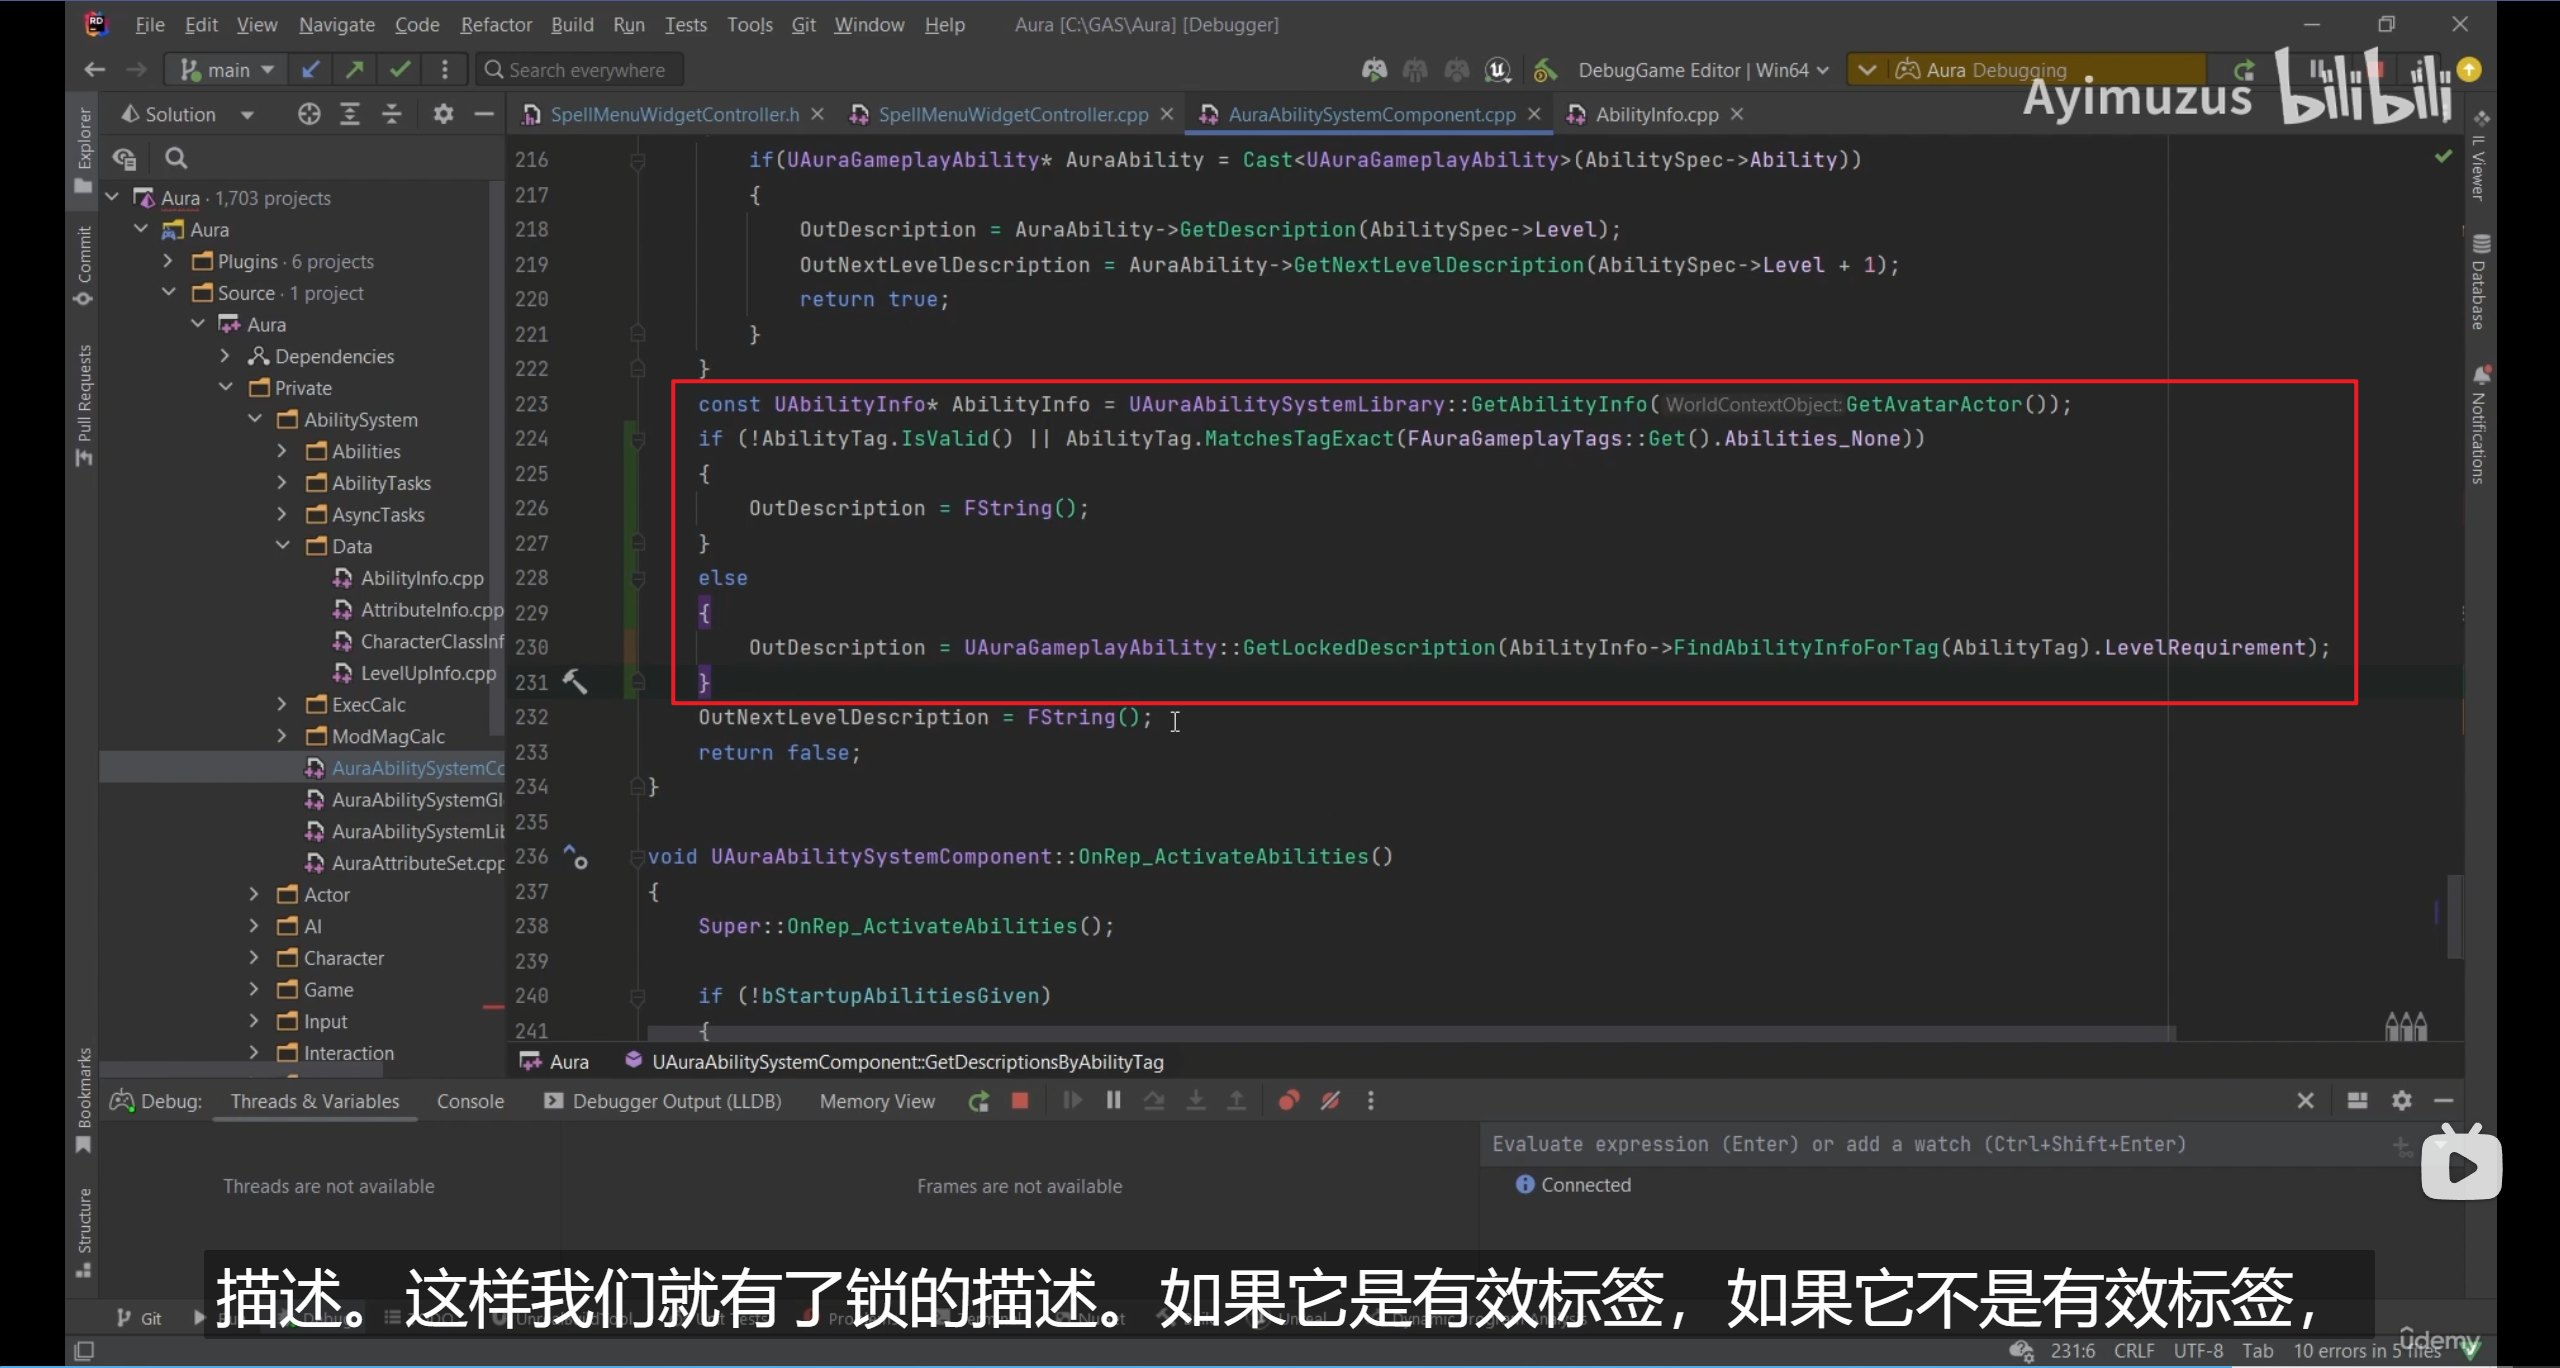 File Edit View Navigate Code Refactor Build Run Tests Tools Git Window Help Aura [C:\GAS\Aura] [Debugger]
main Search everywhere DebugGame Editor | Win64 Aura Debugging
Ayimuzus bilibili
Solution SpellMenuWidgetController.h SpellMenuWidgetController.cpp AuraAbilitySystemComponent.cpp AbilityInfo.cpp
Explorer
Commit
Pull Requests
Bookmarks
Structure
IL Viewer
Database
Notifications
Aura · 1,703 projects
Aura
Plugins · 6 projects
Source · 1 project
Aura
Dependencies
Private
AbilitySystem
Abilities
AbilityTasks
AsyncTasks
Data
AbilityInfo.cpp
AttributeInfo.cpp
CharacterClassInf
LevelUpInfo.cpp
ExecCalc
ModMagCalc
AuraAbilitySystemCo
AuraAbilitySystemGl
AuraAbilitySystemLib
AuraAttributeSet.cpp
Actor
AI
Character
Game
Input
Interaction
216 if(UAuraGameplayAbility* AuraAbility = Cast<UAuraGameplayAbility>(AbilitySpec->Ability))
217 {
218 OutDescription = AuraAbility->GetDescription(AbilitySpec->Level);
219 OutNextLevelDescription = AuraAbility->GetNextLevelDescription(AbilitySpec->Level + 1);
220 return true;
221 }
222 }
223 const UAbilityInfo* AbilityInfo = UAuraAbilitySystemLibrary::GetAbilityInfo( WorldContextObject: GetAvatarActor());
224 if (!AbilityTag.IsValid() || AbilityTag.MatchesTagExact(FAuraGameplayTags::Get().Abilities_None))
225 {
226 OutDescription = FString();
227 }
228 else
229 {
230 OutDescription = UAuraGameplayAbility::GetLockedDescription(AbilityInfo->FindAbilityInfoForTag(AbilityTag).LevelRequirement);
231 }
232 OutNextLevelDescription = FString();
233 return false;
234 }
235
236 void UAuraAbilitySystemComponent::OnRep_ActivateAbilities()
237 {
238 Super::OnRep_ActivateAbilities();
239
240 if (!bStartupAbilitiesGiven)
241 {
Aura UAuraAbilitySystemComponent::GetDescriptionsByAbilityTag
Debug: Threads & Variables Console Debugger Output (LLDB) Memory View
Threads are not available
Frames are not available
Evaluate expression (Enter) or add a watch (Ctrl+Shift+Enter)
Connected
描述。这样我们就有了锁的描述。如果它是有效标签，如果它不是有效标签，
Git
231:6 CRLF UTF-8 Tab 10 errors in 5 files
udemy